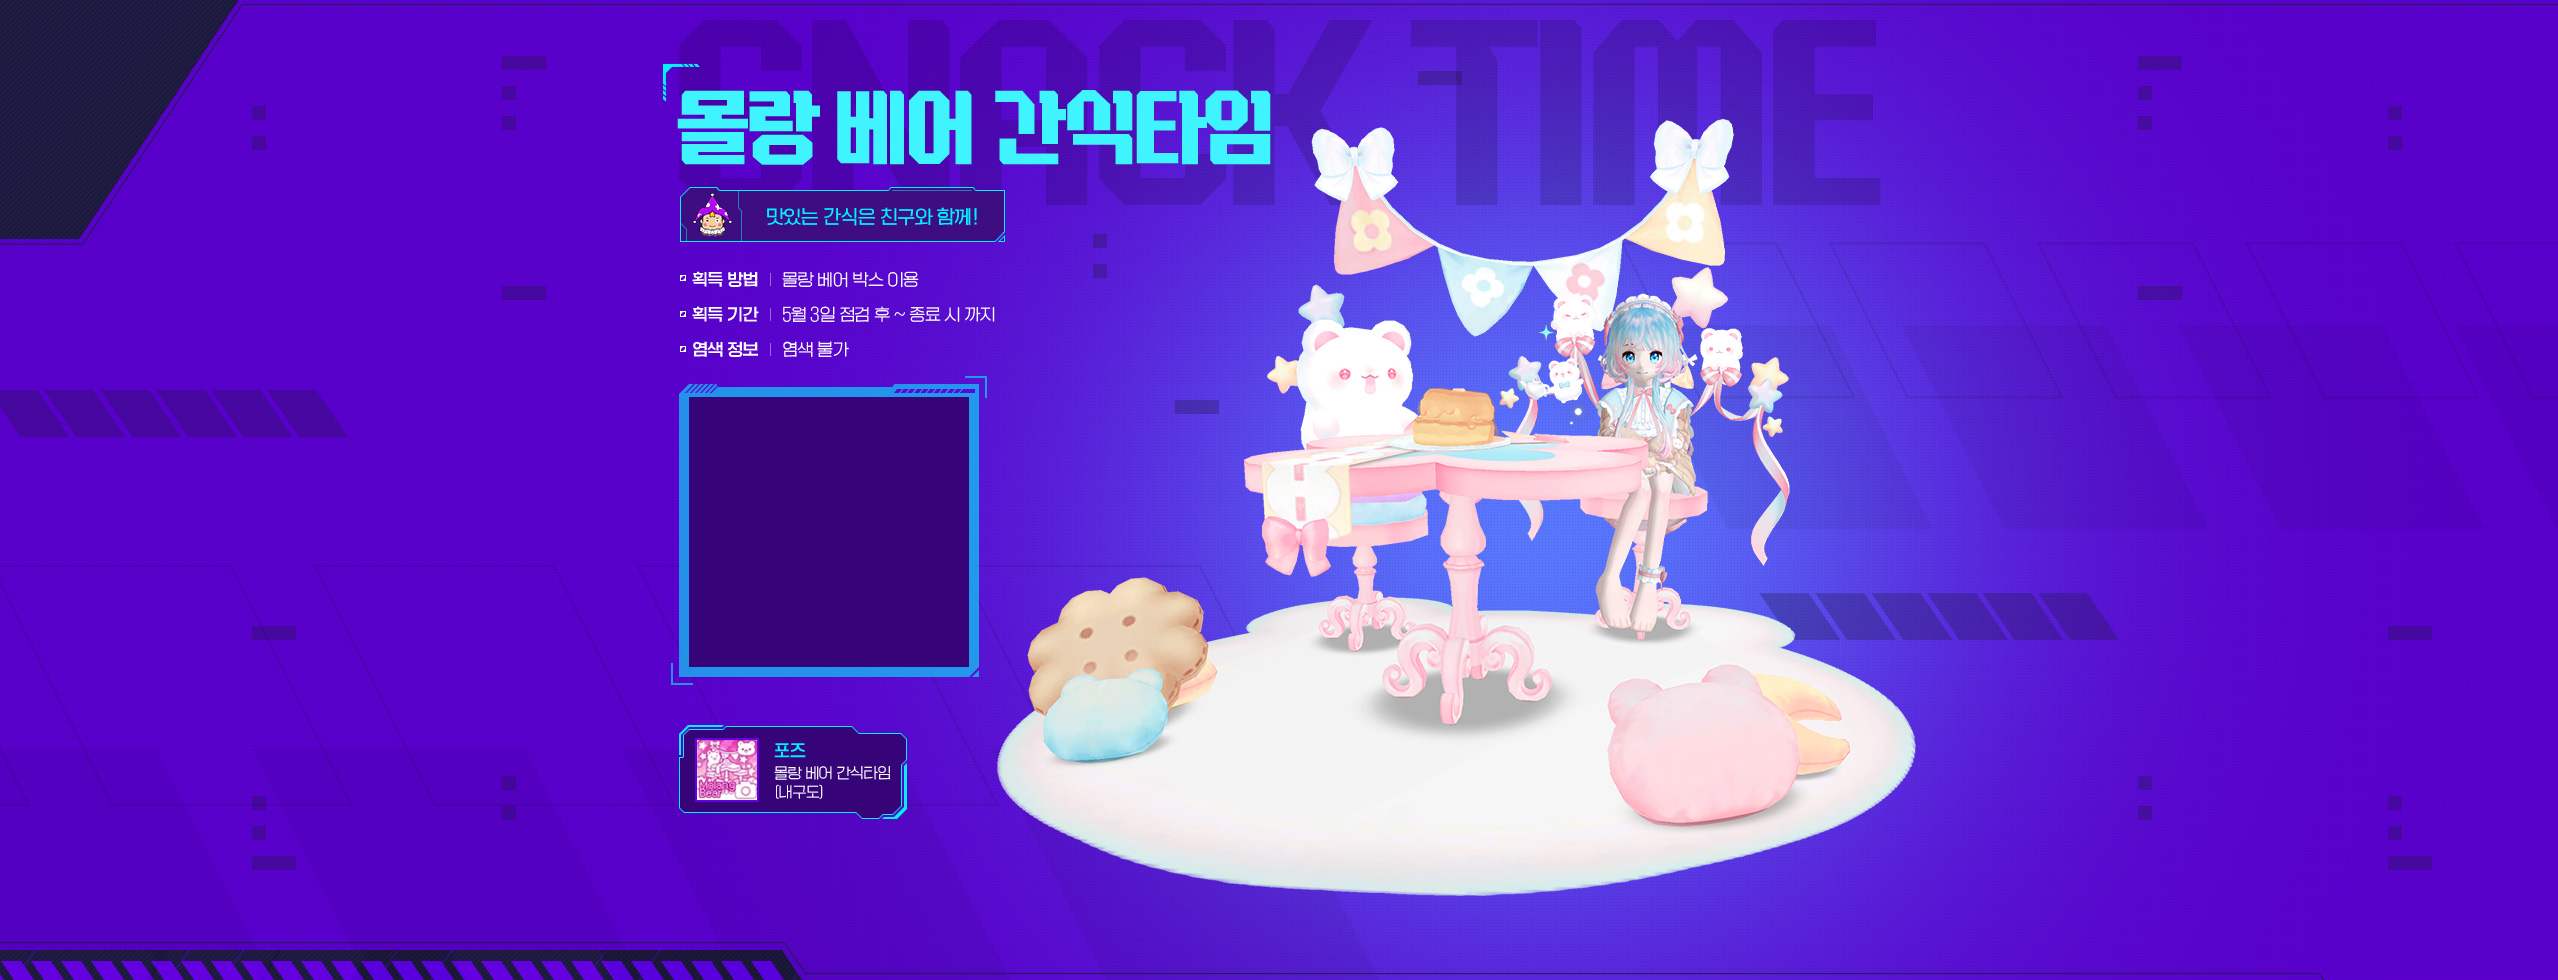 SNACK TIME
몰랑 베어 간식타임
맛있는 간식은 친구와 함께!
획득 방법 | 몰랑 베어 박스 이용
획득 기간 | 5월 3일 점검 후 ~ 종료 시 까지
염색 정보 | 염색 불가
포즈
몰랑 베어 간식타임
(내구도)
Molang
Bear